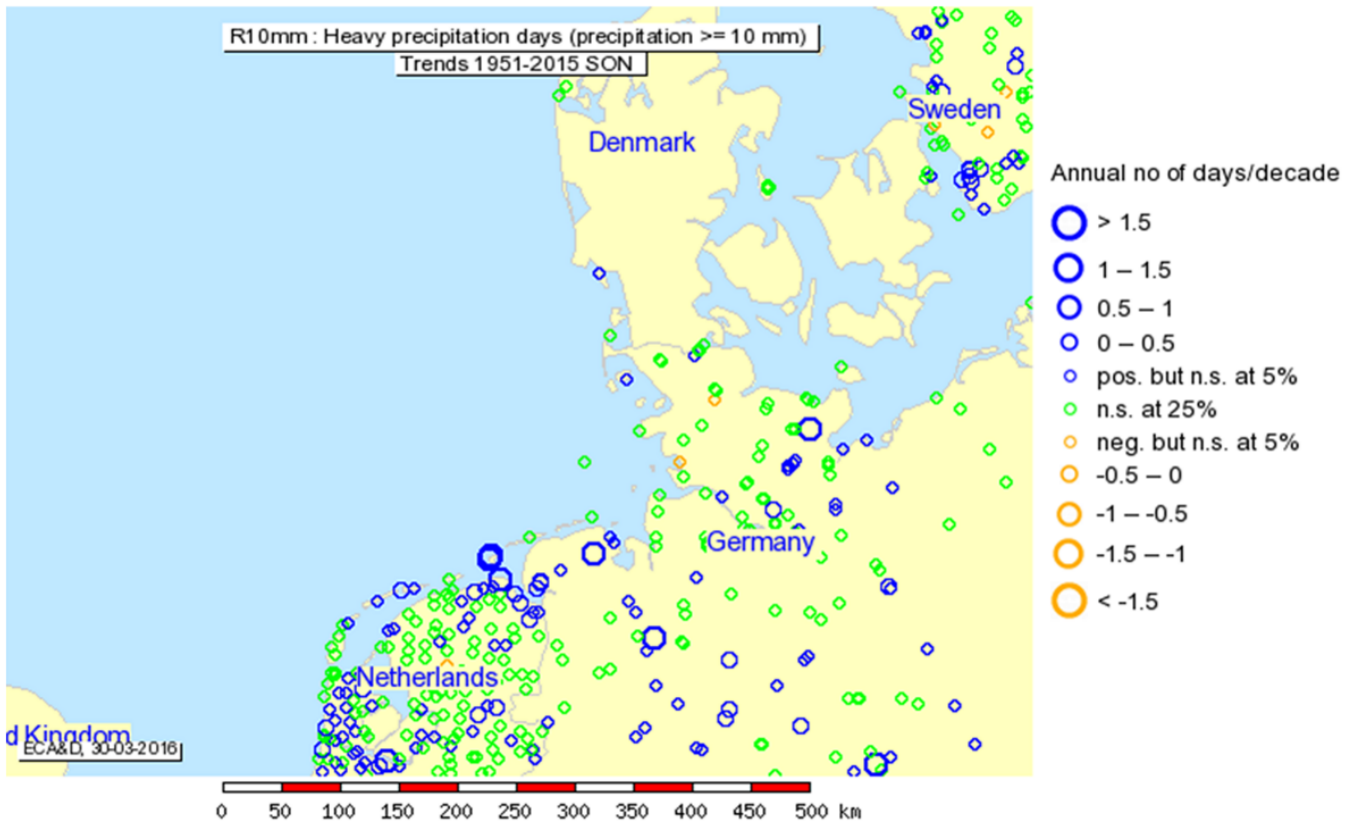 R10mm : Heavy precipitation days (precipitation >= 10 mm)
Trends 1951-2015 SON
Sweden
Denmark
Annual no of days/decade
> 1.5
1 – 1.5
0.5 – 1
0 – 0.5
pos. but n.s. at 5%
n.s. at 25%
neg. but n.s. at 5%
-0.5 – 0
-1 – -0.5
-1.5 – -1
< -1.5
Germany
Netherlands
d Kingdom
ECA&D, 30-03-2016
0 50 100 150 200 250 300 350 400 450 500 km